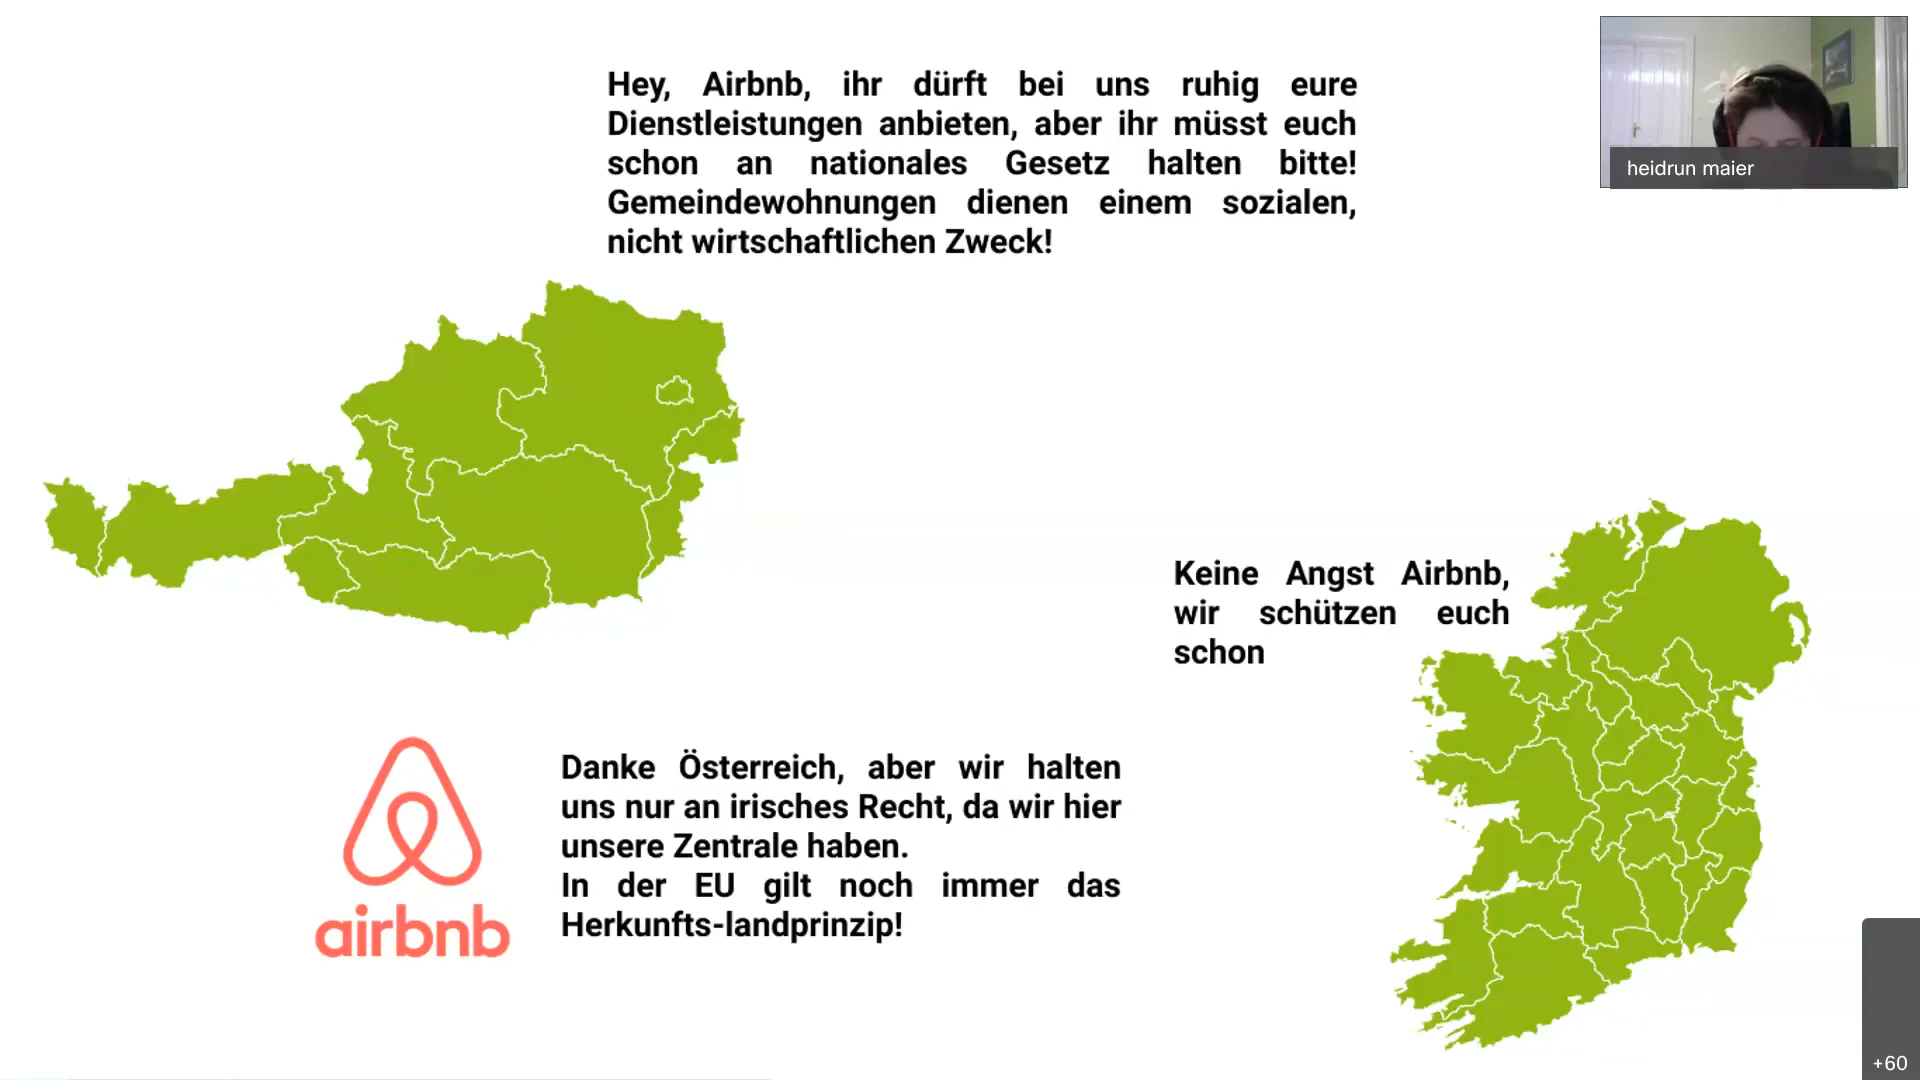 Hey, Airbnb, ihr dürft bei uns ruhig eure
Dienstleistungen anbieten, aber ihr müsst euch
schon an nationales Gesetz halten bitte!
Gemeindewohnungen dienen einem sozialen,
nicht wirtschaftlichen Zweck!
heidrun maier
Keine Angst Airbnb,
wir schützen euch
schon
Danke Österreich, aber wir halten
uns nur an irisches Recht, da wir hier
unsere Zentrale haben.
In der EU gilt noch immer das
Herkunfts-landprinzip!
airbnb
+60